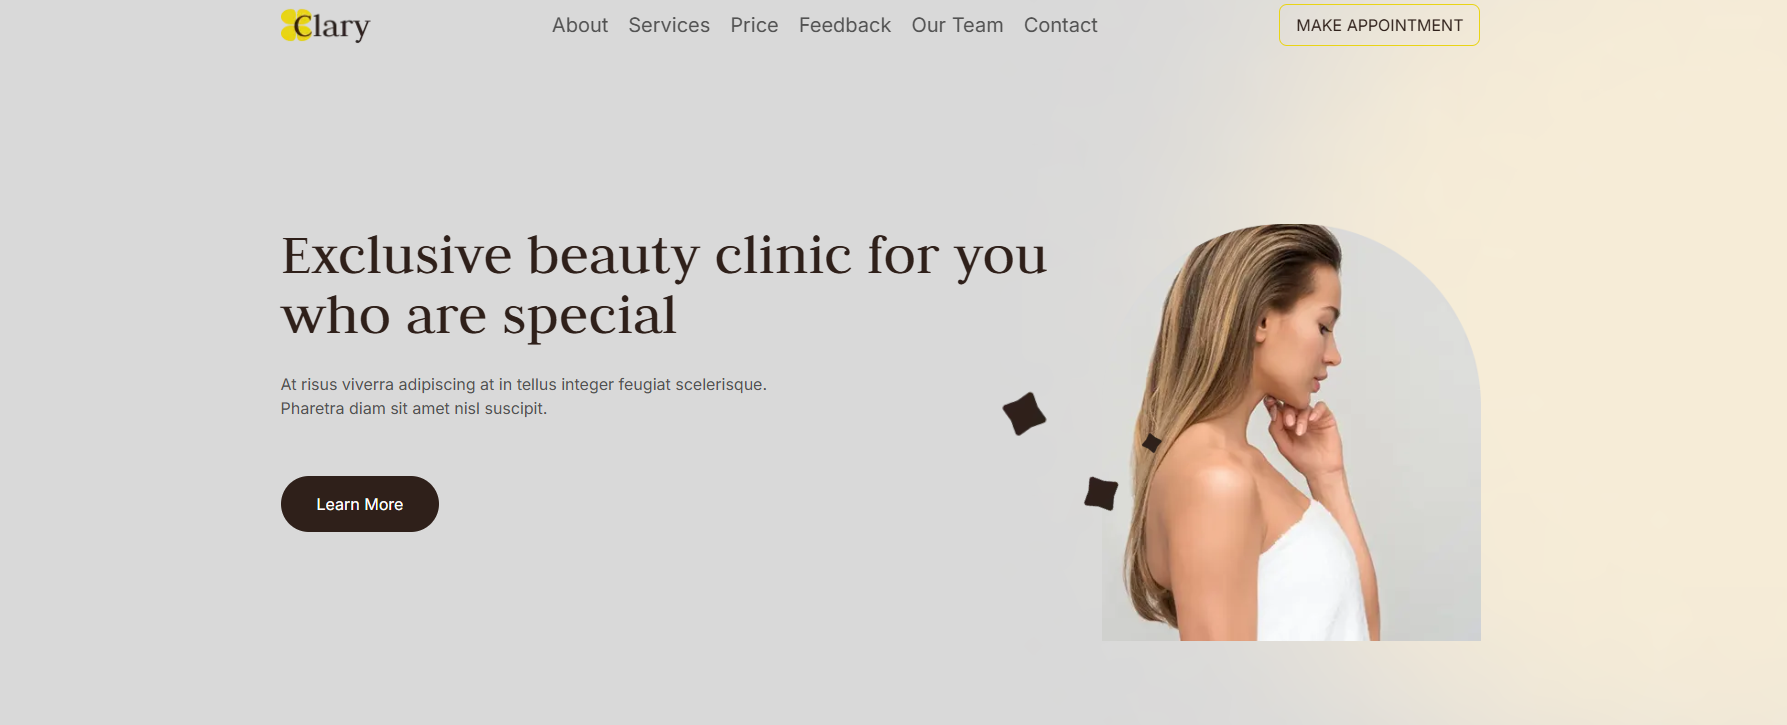 Clary
About Services Price Feedback Our Team Contact
MAKE APPOINTMENT
Exclusive beauty clinic for you
who are special
At risus viverra adipiscing at in tellus integer feugiat scelerisque.
Pharetra diam sit amet nisl suscipit.
Learn More